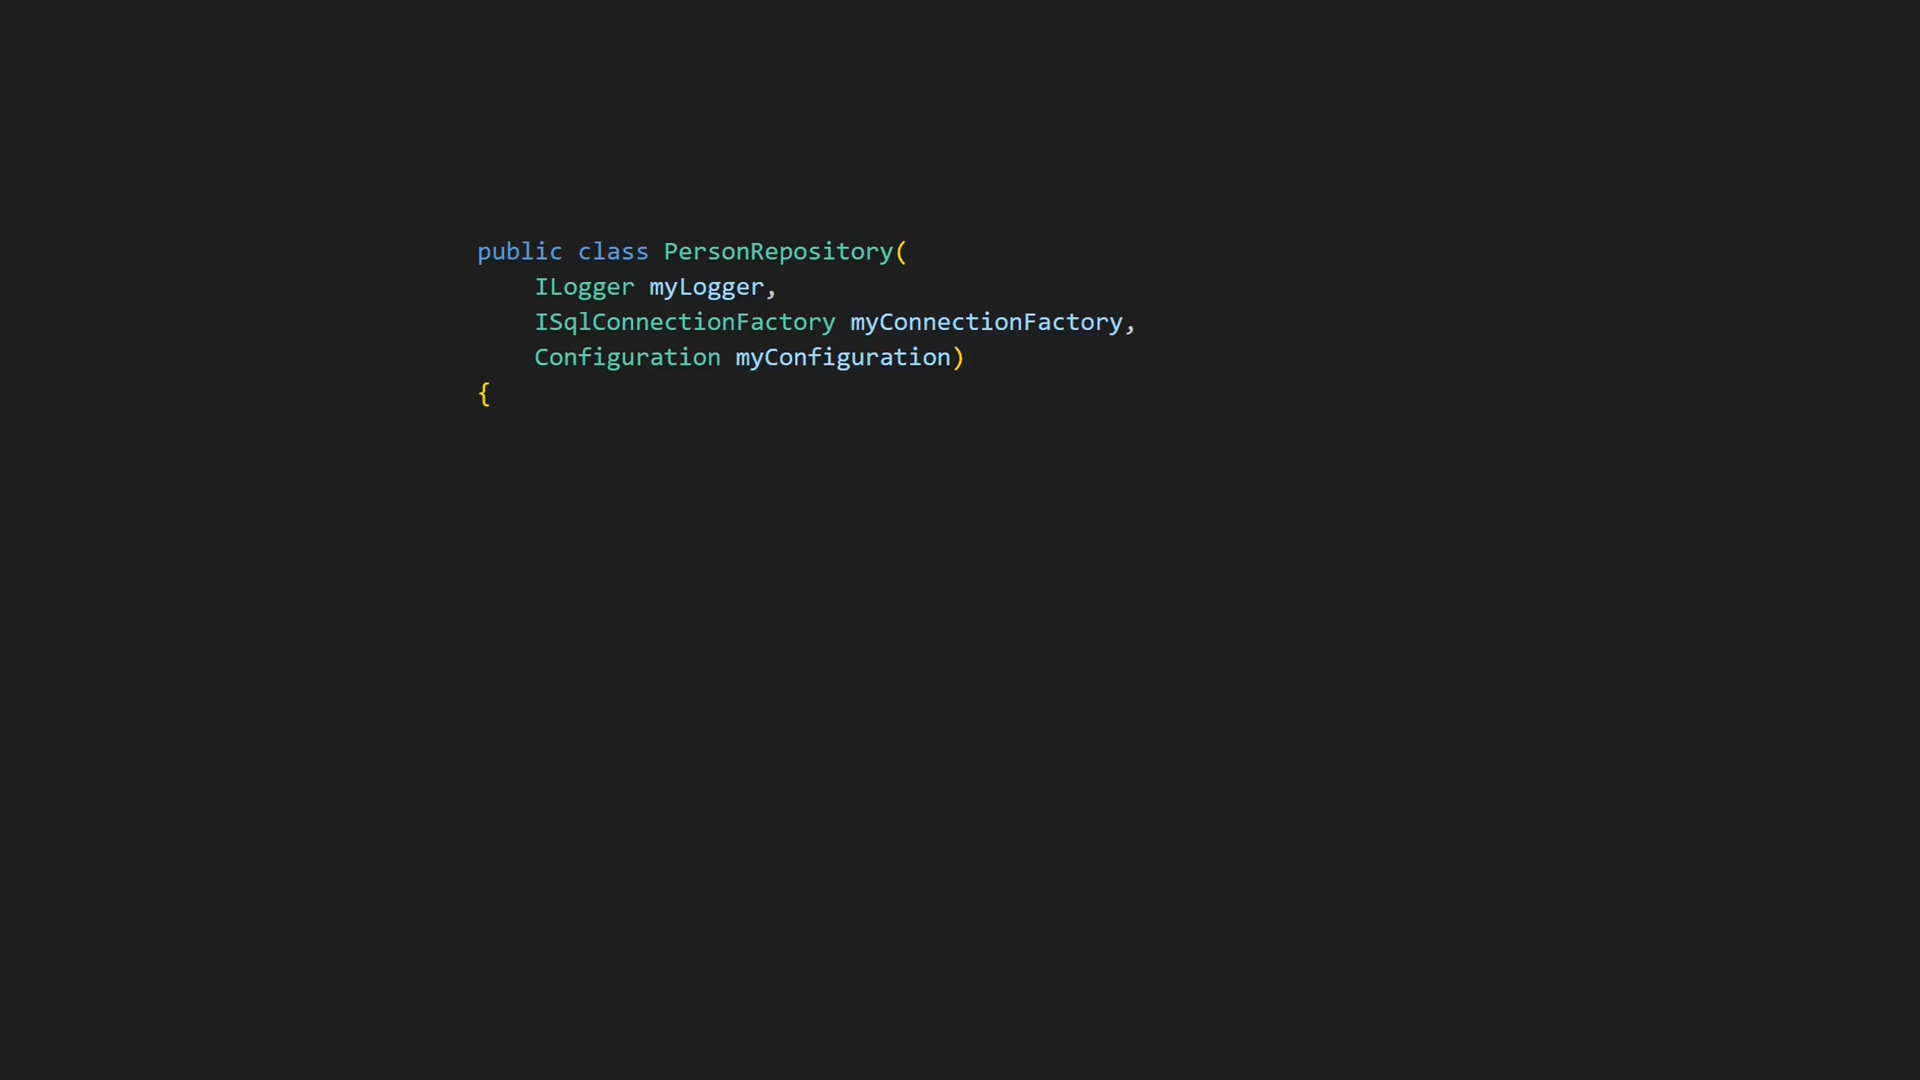 public class PersonRepository(
    ILogger myLogger,
    ISqlConnectionFactory myConnectionFactory,
    Configuration myConfiguration)
{